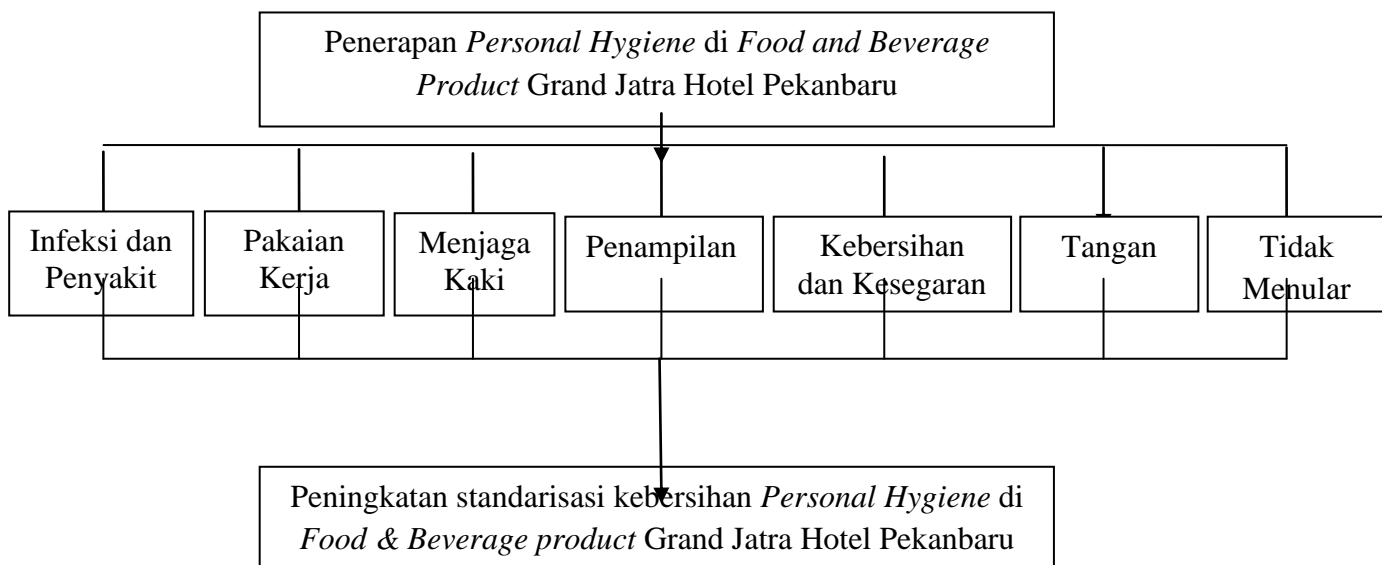 Penerapan Personal Hygiene di Food and Beverage
Product Grand Jatra Hotel Pekanbaru
Infeksi dan
Penyakit
Pakaian
Kerja
Menjaga
Kaki
Penampilan
Kebersihan
dan Kesegaran
Tangan
Tidak
Menular
Peningkatan standarisasi kebersihan Personal Hygiene di
Food & Beverage product Grand Jatra Hotel Pekanbaru